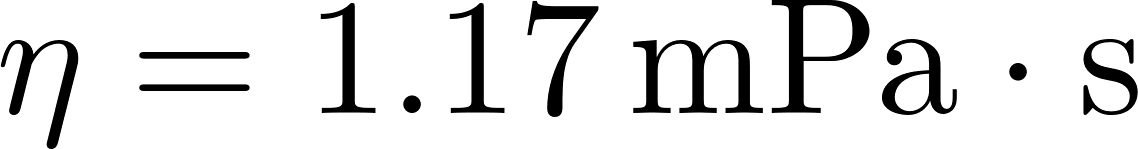 η = 1.17 mPa · s